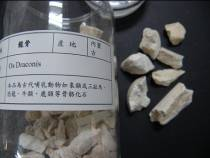 龍骨 產地 內蒙古
Os Draconis
本品為古代哺乳動物如象類或三趾馬、
犀、牛類、鹿類等骨骼化石